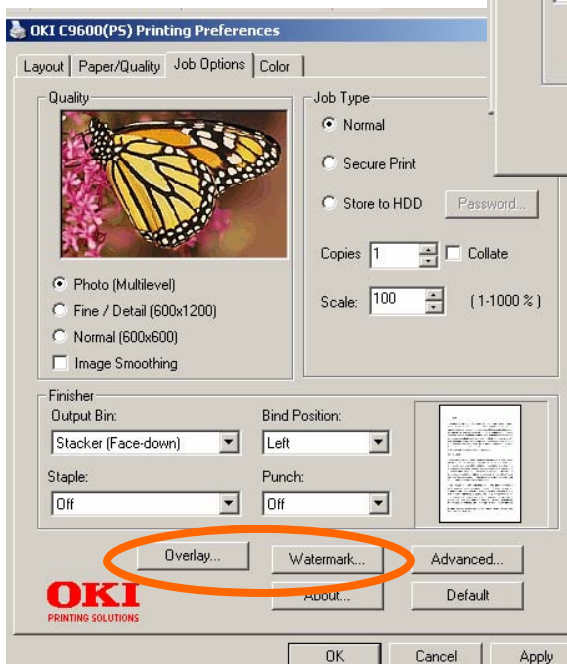 OKI C9600(PS) Printing Preferences
Layout Paper/Quality Job Options Color
Quality
Photo (Multilevel)
Fine / Detail (600x1200)
Normal (600x600)
Image Smoothing
Job Type
Normal
Secure Print
Store to HDD Password...
Copies 1 Collate
Scale: 100 (1-1000 %)
Finisher
Output Bin: Bind Position:
Stacker (Face-down) Left
Staple: Punch:
Off Off
Overlay... Watermark... Advanced...
OKI About... Default
PRINTING SOLUTIONS
OK Cancel Apply